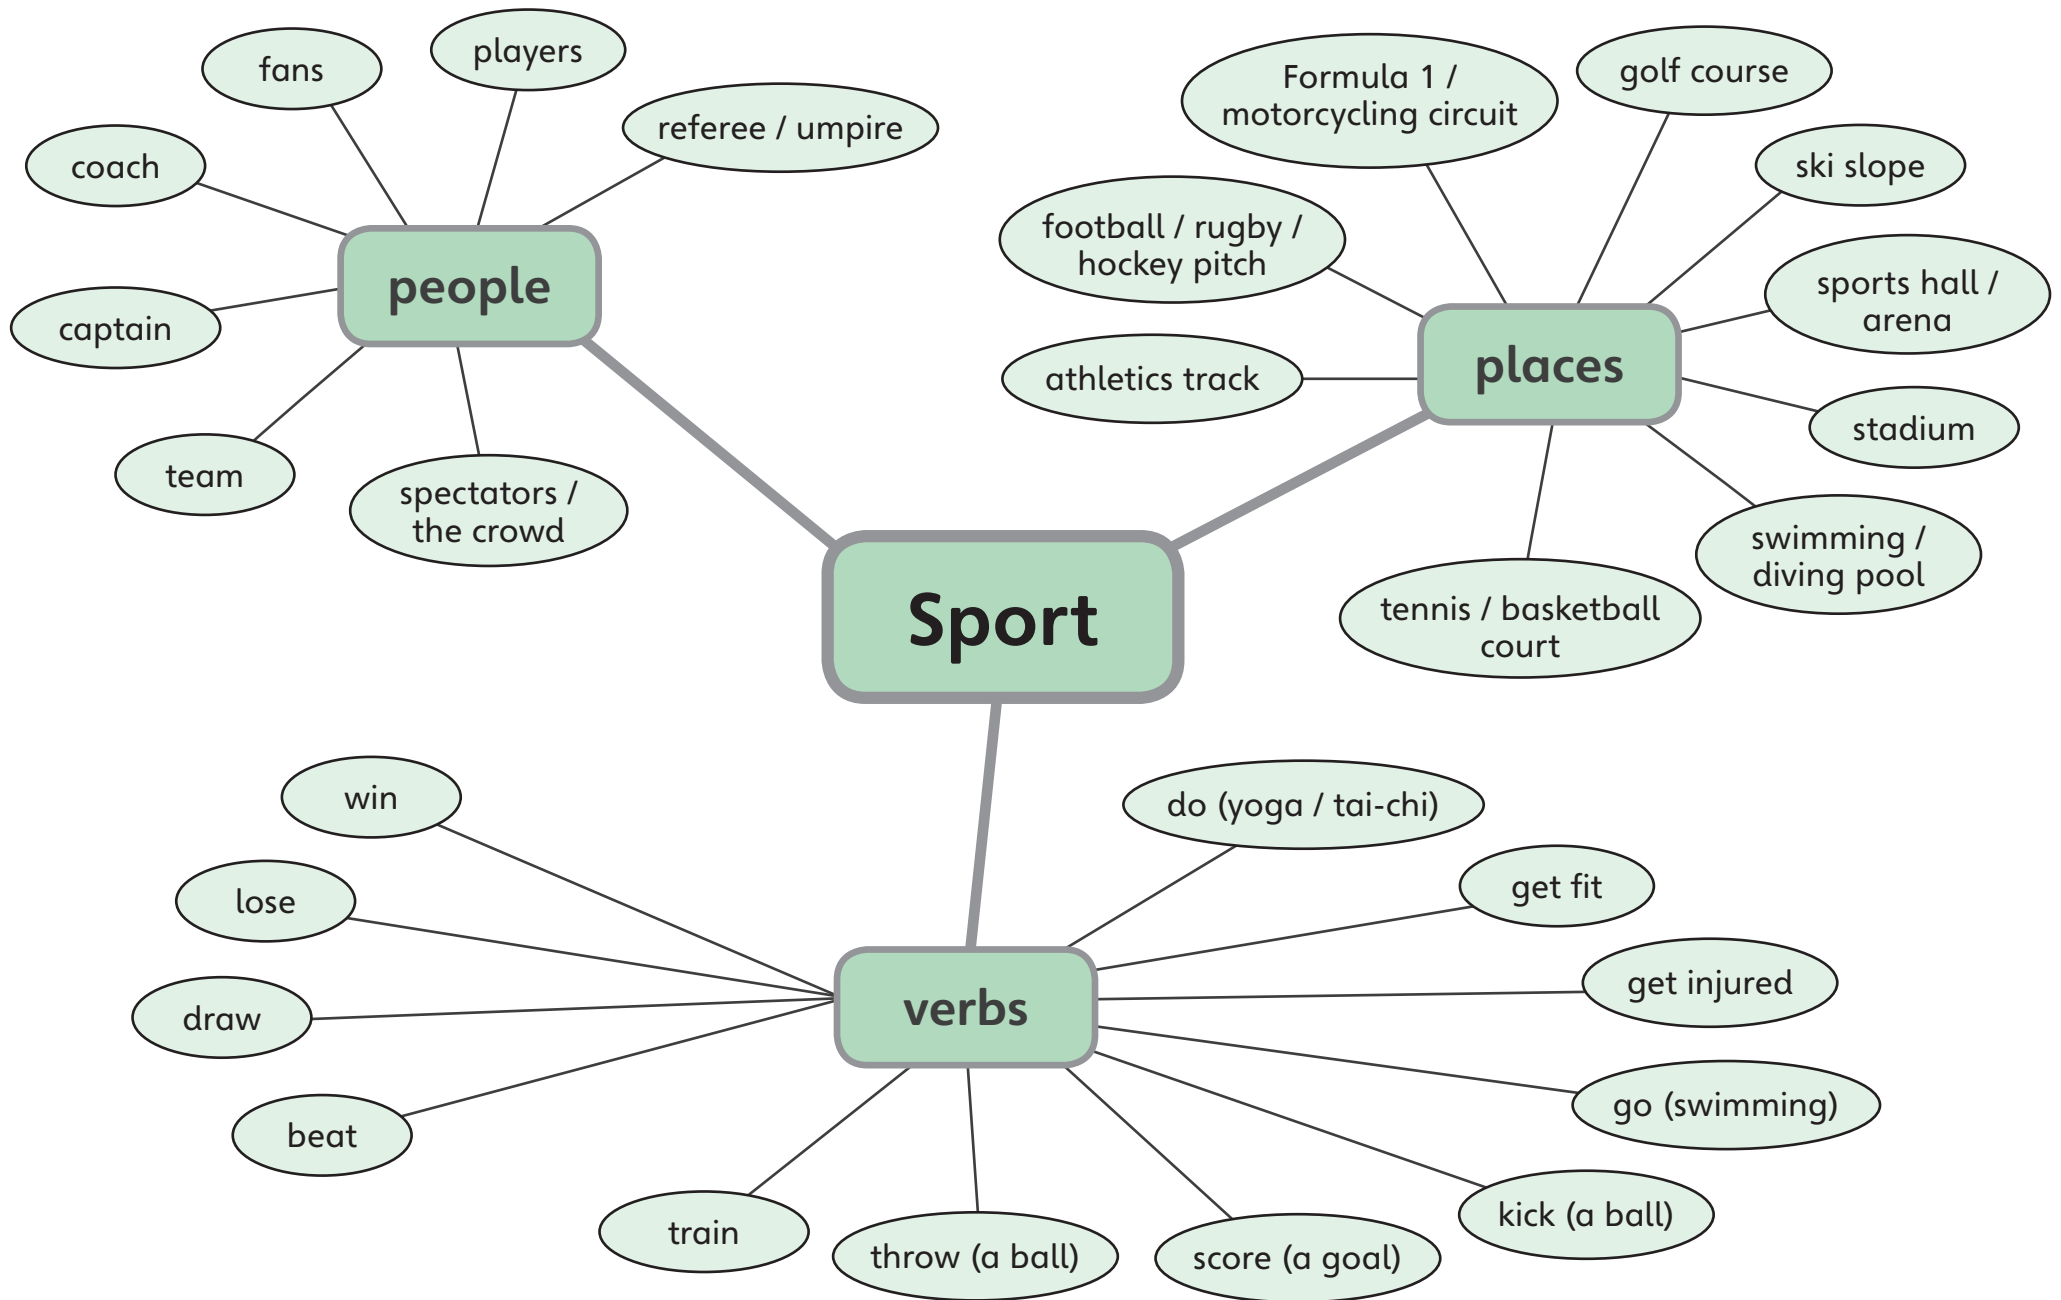 fans
players
referee / umpire
coach
people
captain
team
spectators /
the crowd
Formula 1 /
motorcycling circuit
golf course
ski slope
football / rugby /
hockey pitch
sports hall /
arena
athletics track
places
stadium
swimming /
diving pool
tennis / basketball
court
Sport
win
lose
draw
beat
verbs
do (yoga / tai-chi)
get fit
get injured
go (swimming)
kick (a ball)
score (a goal)
throw (a ball)
train